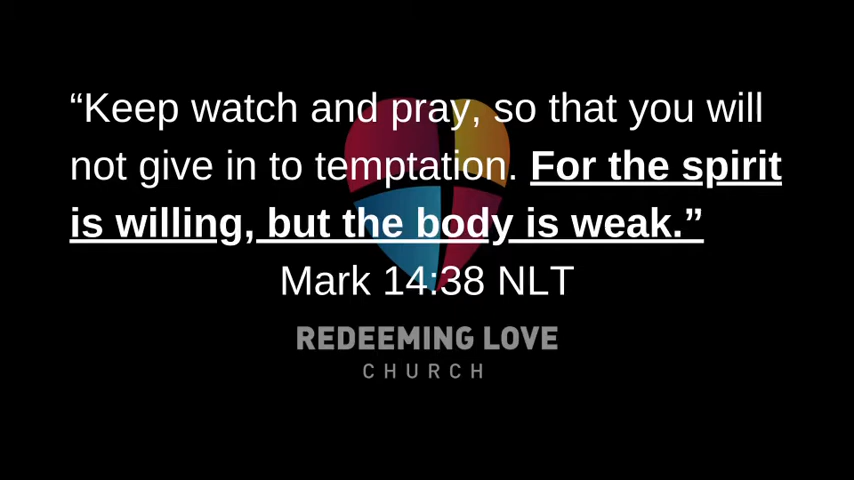 “Keep watch and pray, so that you will
not give in to temptation. For the spirit
is willing, but the body is weak.”
Mark 14:38 NLT
REDEEMING LOVE
CHURCH